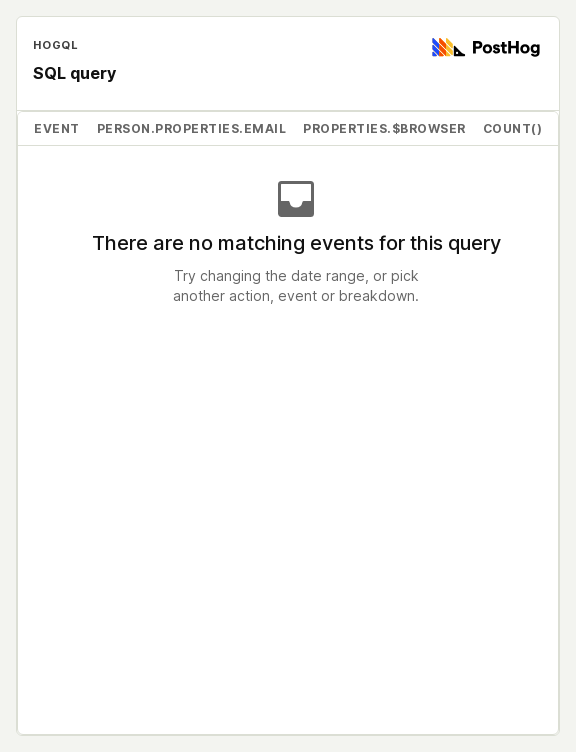 HOGQL
PostHog
SQL query
EVENT PERSON.PROPERTIES.EMAIL PROPERTIES.$BROWSER COUNT()
There are no matching events for this query
Try changing the date range, or pick
another action, event or breakdown.